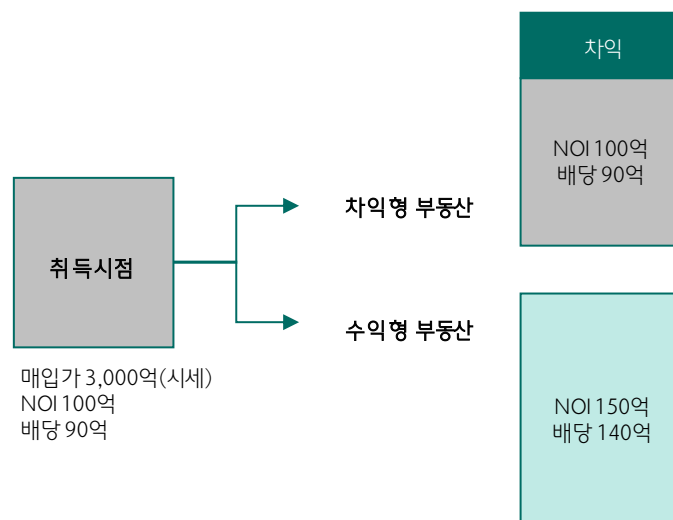 차익
NOI 100억
배당 90억
차익형 부동산
취득시점
수익형 부동산
매입가 3,000억(시세)
NOI 100억
배당 90억
NOI 150억
배당 140억